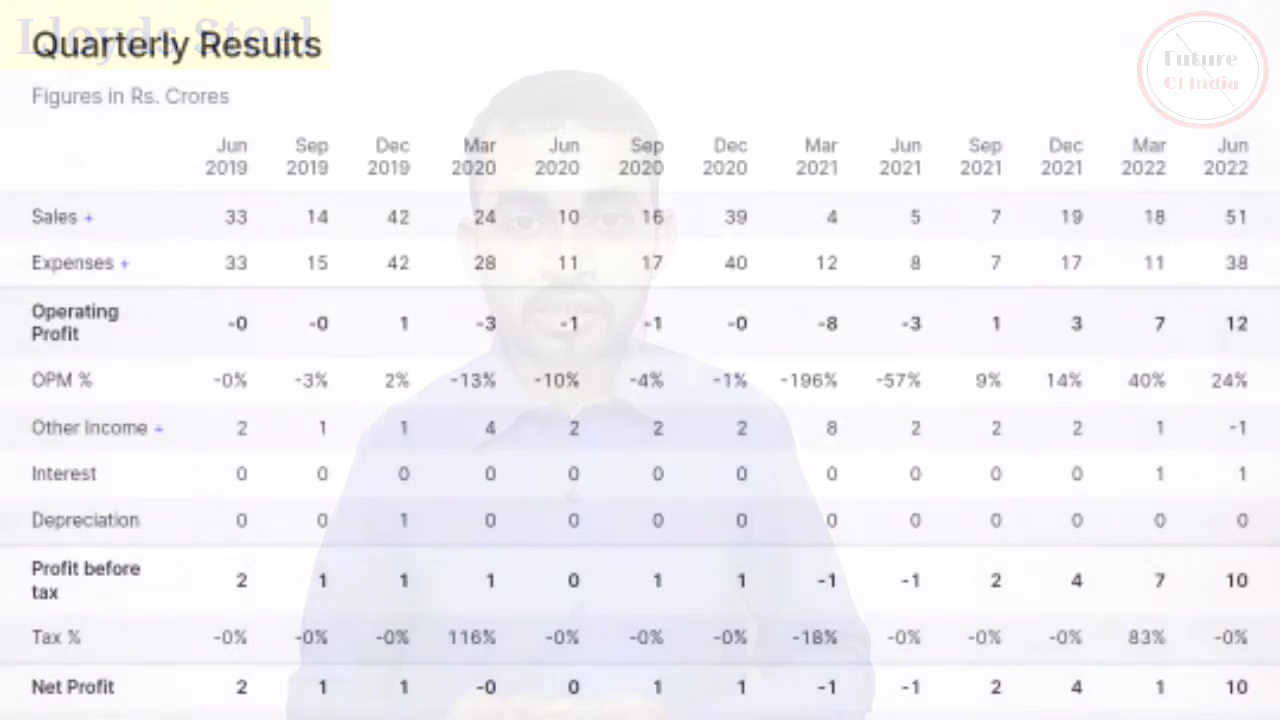 Lloyds Steel
Quarterly Results
Future
Of India
Figures in Rs. Crores
Jun 2019 Sep 2019 Dec 2019 Mar 2020 Jun 2020 Sep 2020 Dec 2020 Mar 2021 Jun 2021 Sep 2021 Dec 2021 Mar 2022 Jun 2022
Sales + 33 14 42 24 10 16 39 4 5 7 19 18 51
Expenses + 33 15 42 28 11 17 40 12 8 7 17 11 38
Operating Profit -0 -0 1 -3 -1 -1 -0 -8 -3 1 3 7 12
OPM % -0% -3% 2% -13% -10% -4% -1% -196% -57% 9% 14% 40% 24%
Other Income + 2 1 1 4 2 2 2 8 2 2 2 1 -1
Interest 0 0 0 0 0 0 0 0 0 0 0 1 1
Depreciation 0 0 1 0 0 0 0 0 0 0 0 0 0
Profit before tax 2 1 1 1 0 1 1 -1 -1 2 4 7 10
Tax % -0% -0% -0% 116% -0% -0% -0% -18% -0% -0% -0% 83% -0%
Net Profit 2 1 1 -0 0 1 1 -1 -1 2 4 1 10